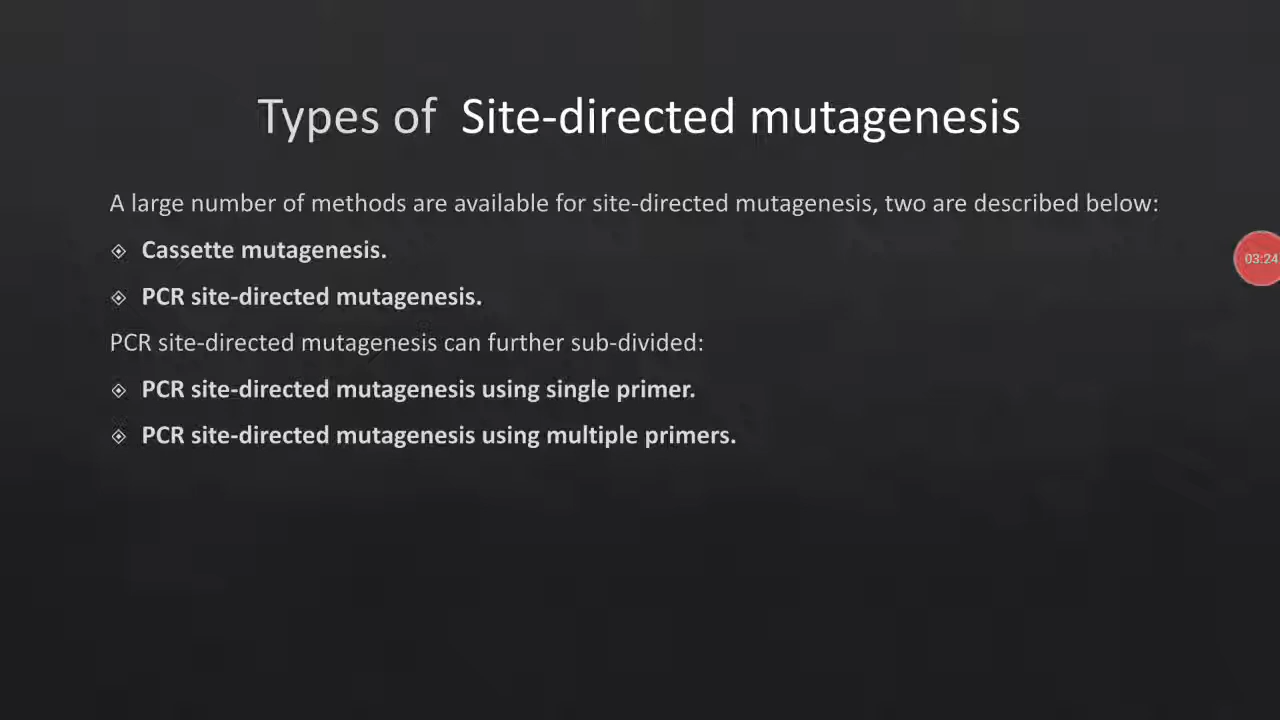 Types of  Site-directed mutagenesis
A large number of methods are available for site-directed mutagenesis, two are described below:
Cassette mutagenesis.
PCR site-directed mutagenesis.
PCR site-directed mutagenesis can further sub-divided:
PCR site-directed mutagenesis using single primer.
PCR site-directed mutagenesis using multiple primers.
03:24